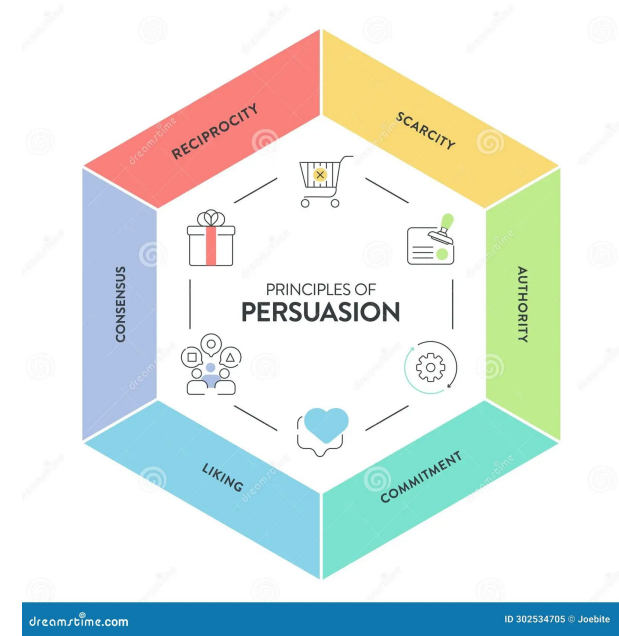 RECIPROCITY
SCARCITY
CONSENSUS
PRINCIPLES OF
PERSUASION
AUTHORITY
LIKING
COMMITMENT
dreamstime.com
ID 302534705 © Joebite